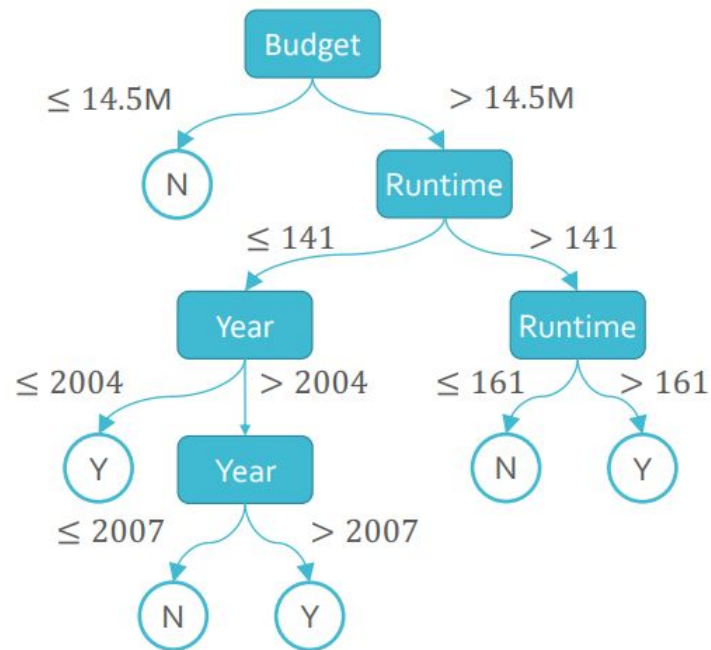 Budget
≤ 14.5M
> 14.5M
N
Runtime
≤ 141
> 141
Year
Runtime
≤ 2004
> 2004
≤ 161
> 161
Y
Year
N
Y
≤ 2007
> 2007
N
Y